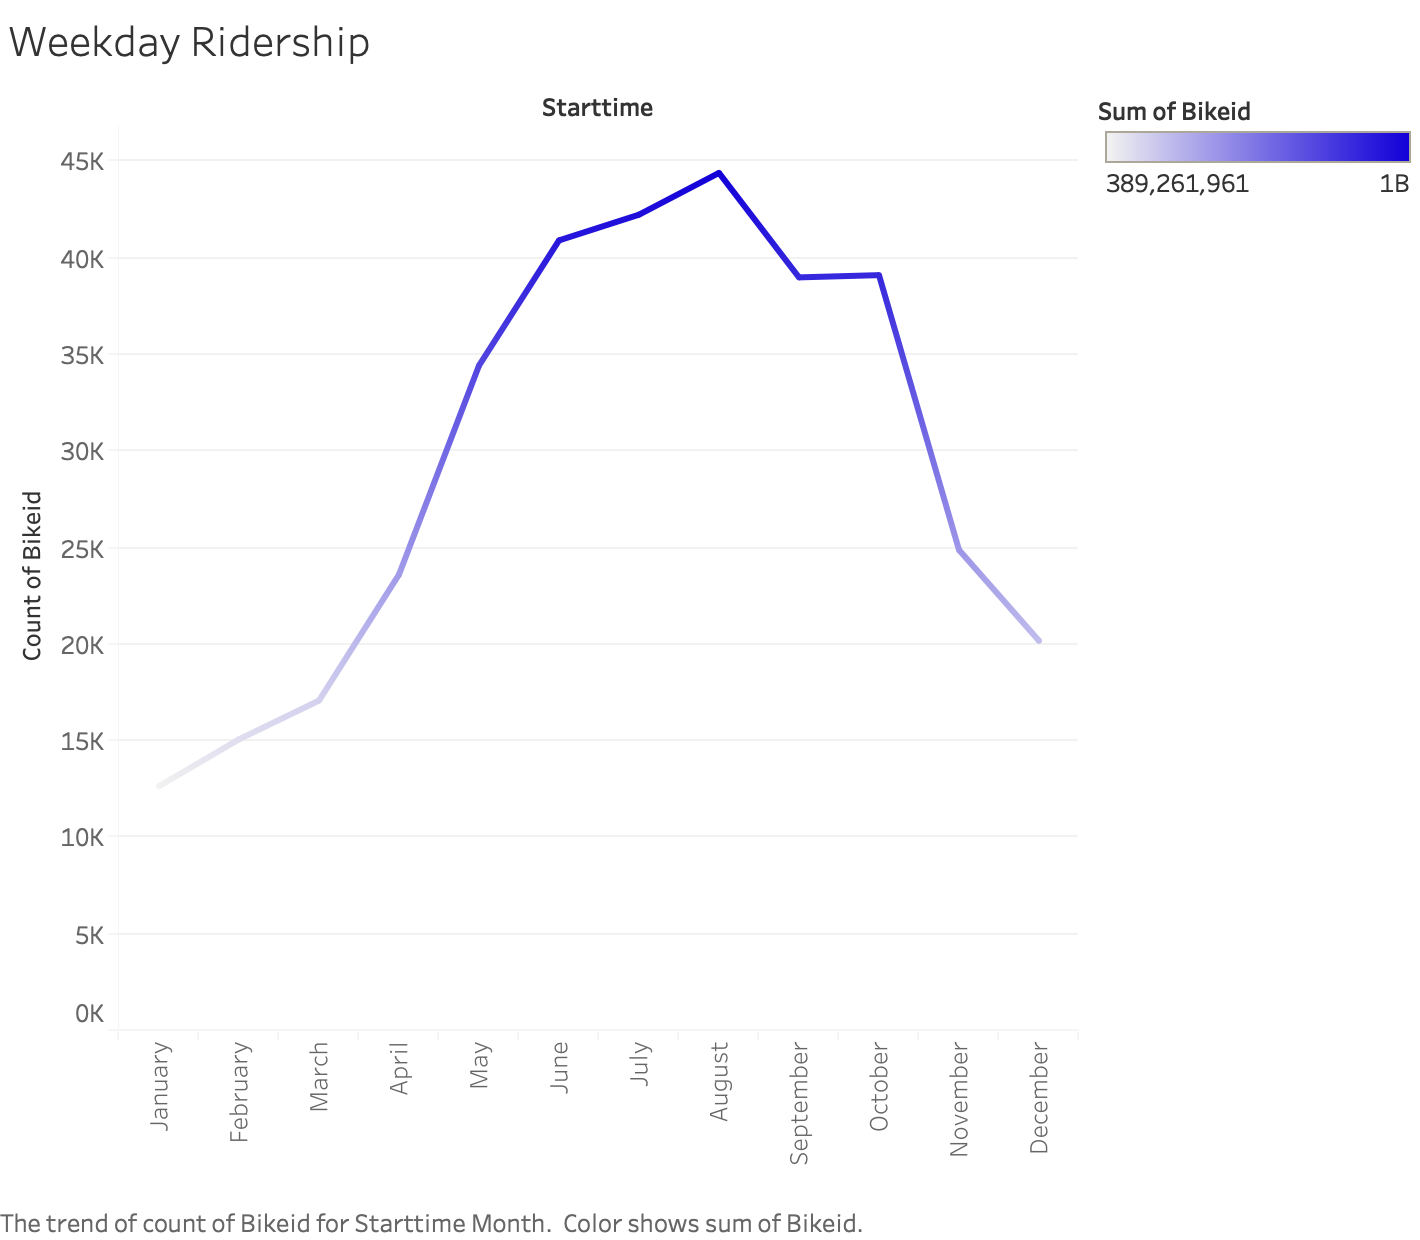 Weekday Ridership
Starttime
Sum of Bikeid
389,261,961 1B
Count of Bikeid
45K
40K
35K
30K
25K
20K
15K
10K
5K
0K
January
February
March
April
May
June
July
August
September
October
November
December
The trend of count of Bikeid for Starttime Month.  Color shows sum of Bikeid.